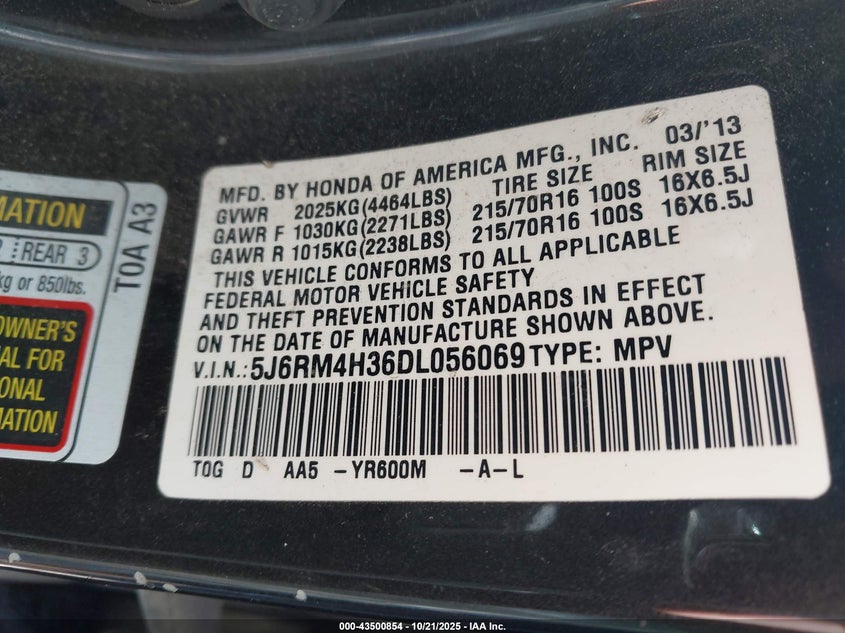 MFD. BY HONDA OF AMERICA MFG., INC. 03/'13
GVWR 2025KG(4464LBS) TIRE SIZE RIM SIZE
GAWR F 1030KG(2271LBS) 215/70R16 100S 16X6.5J
GAWR R 1015KG(2238LBS) 215/70R16 100S 16X6.5J
THIS VEHICLE CONFORMS TO ALL APPLICABLE
FEDERAL MOTOR VEHICLE SAFETY
AND THEFT PREVENTION STANDARDS IN EFFECT
ON THE DATE OF MANUFACTURE SHOWN ABOVE.
V.I.N.: 5J6RM4H36DL056069 TYPE: MPV
TOG D AA5 -YR600M -A-L
MATION
REAR 3
kg or 850lbs.
OWNER'S
AL FOR
IONAL
MATION
TOA A3
000-43500854 - 10/21/2025 - IAA Inc.